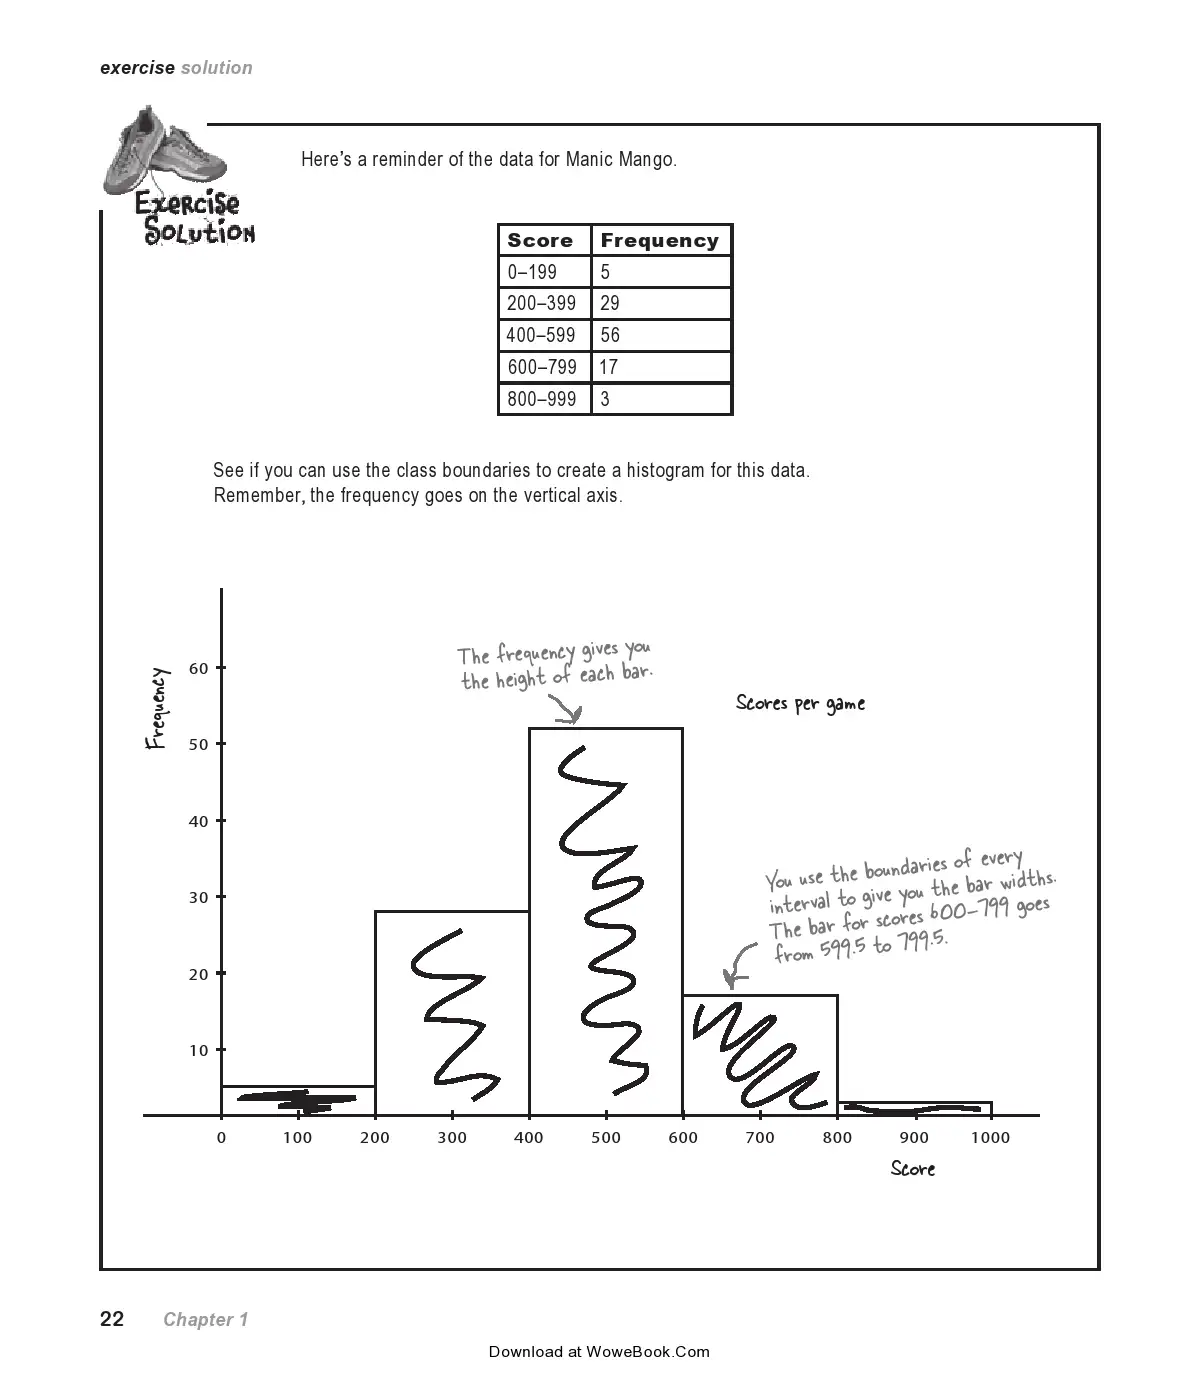 exercise solution
Here's a reminder of the data for Manic Mango.
Exercise
Solution
Score Frequency
0–199 5
200–399 29
400–599 56
600–799 17
800–999 3
See if you can use the class boundaries to create a histogram for this data.
Remember, the frequency goes on the vertical axis.
The frequency gives you
the height of each bar.
Scores per game
Frequency
60
50
40
30
20
10
You use the boundaries of every
interval to give you the bar widths.
The bar for scores 600–799 goes
from 599.5 to 799.5.
0 100 200 300 400 500 600 700 800 900 1000
Score
22 Chapter 1
Download at WoweBook.Com